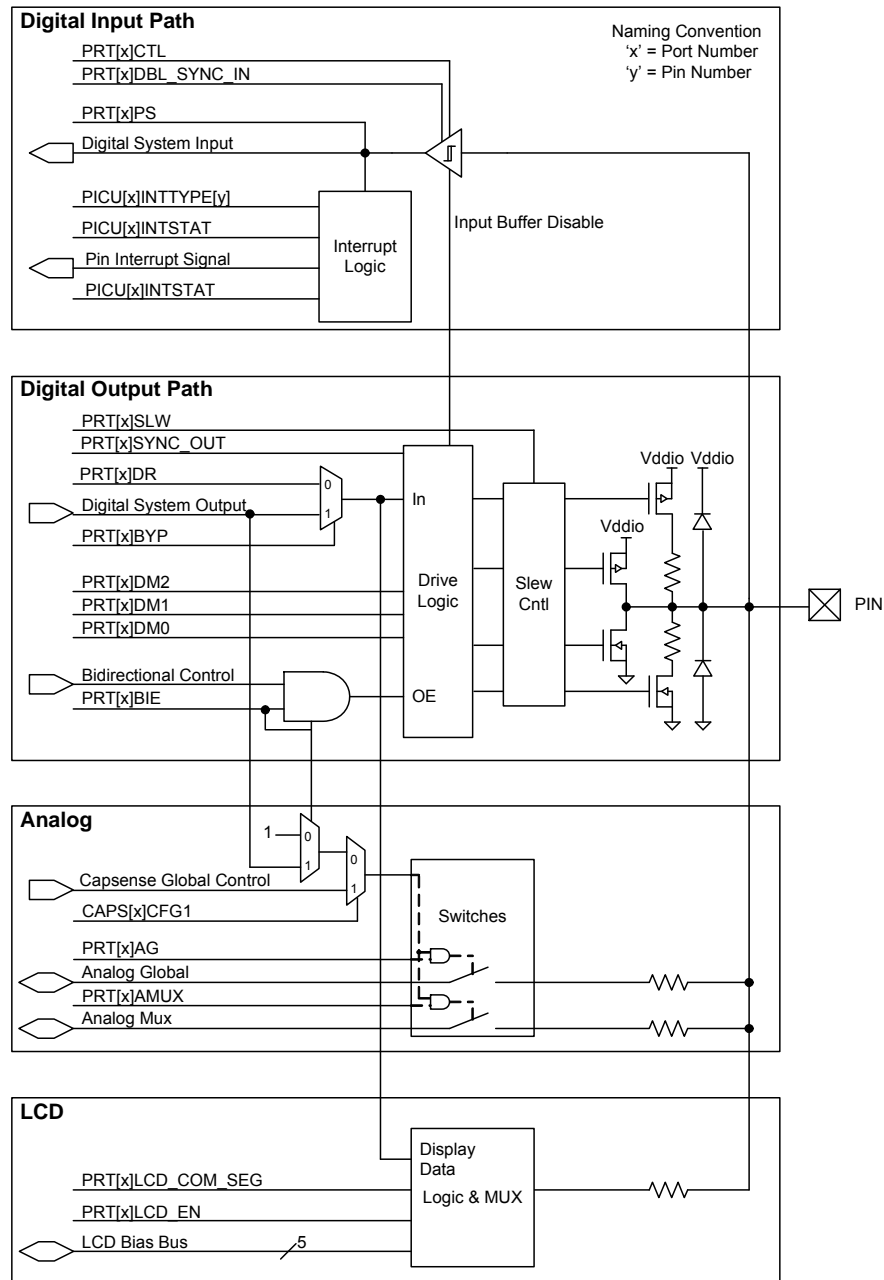 Digital Input Path
Naming Convention
'x' = Port Number
'y' = Pin Number
PRT[x]CTL
PRT[x]DBL_SYNC_IN
PRT[x]PS
Digital System Input
PICU[x]INTTYPE[y]
PICU[x]INTSTAT
Pin Interrupt Signal
PICU[x]INTSTAT
Interrupt
Logic
Input Buffer Disable
Digital Output Path
PRT[x]SLW
PRT[x]SYNC_OUT
PRT[x]DR
Digital System Output
PRT[x]BYP
0
1
PRT[x]DM2
PRT[x]DM1
PRT[x]DM0
Bidirectional Control
PRT[x]BIE
In
Drive
Logic
OE
Slew
Cntl
Vddio Vddio
Vddio
PIN
Analog
1
0
1
0
1
Capsense Global Control
CAPS[x]CFG1
Switches
PRT[x]AG
Analog Global
PRT[x]AMUX
Analog Mux
LCD
Display
Data
Logic & MUX
PRT[x]LCD_COM_SEG
PRT[x]LCD_EN
LCD Bias Bus
5